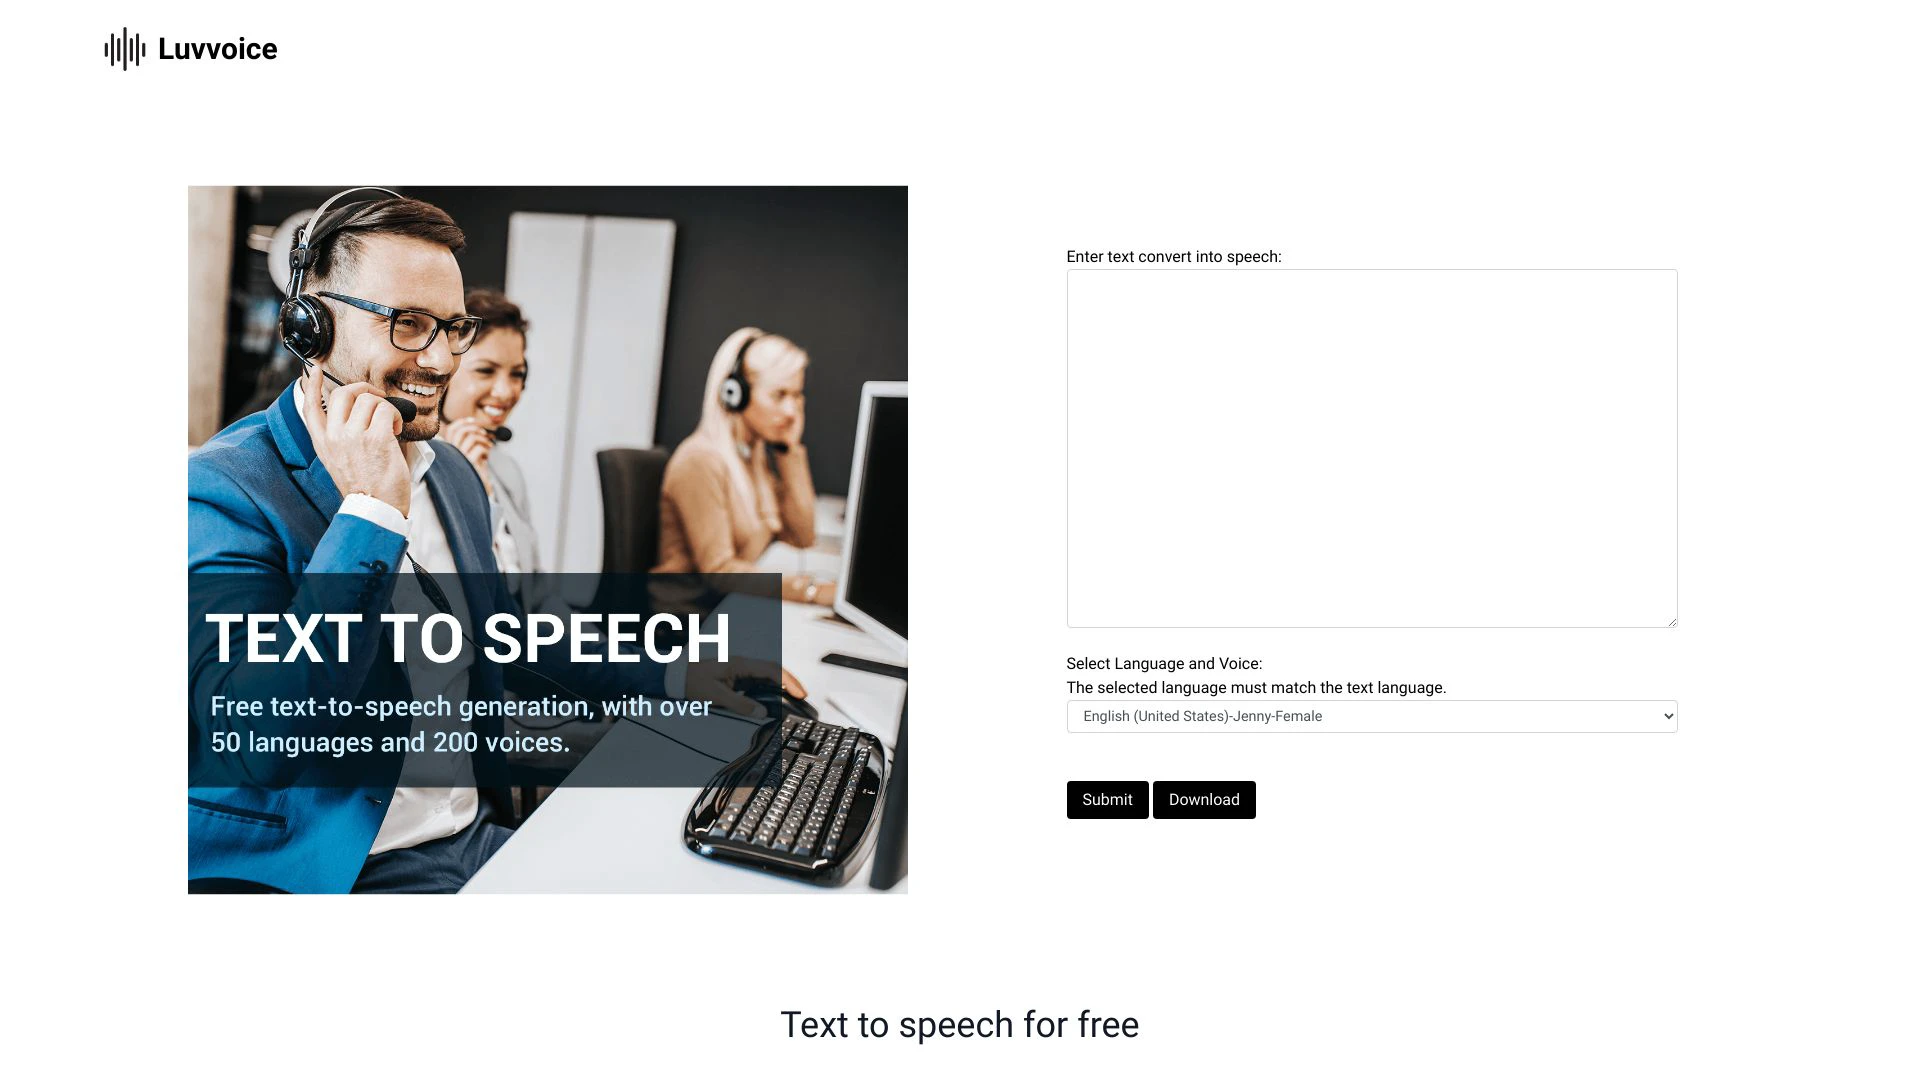 Luvvoice
TEXT TO SPEECH
Free text-to-speech generation, with over
50 languages and 200 voices.
Enter text convert into speech:
Select Language and Voice:
The selected language must match the text language.
English (United States)-Jenny-Female
Submit
Download
Text to speech for free